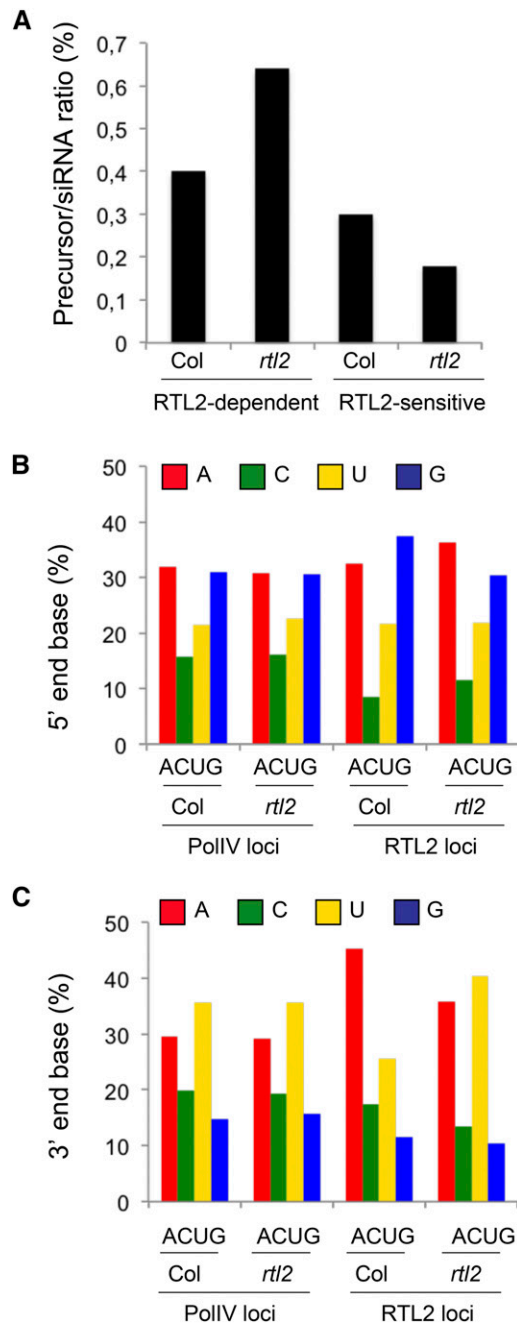 A
Precursor/siRNA ratio (%)
0,7
0,6
0,5
0,4
0,3
0,2
0,1
0
Col rtl2 Col rtl2
RTL2-dependent RTL2-sensitive
B
A C U G
5' end base (%)
50
40
30
20
10
0
ACUG ACUG ACUG ACUG
Col rtl2 Col rtl2
PolIV loci RTL2 loci
C
A C U G
3' end base (%)
50
40
30
20
10
0
ACUG ACUG ACUG ACUG
Col rtl2 Col rtl2
PolIV loci RTL2 loci